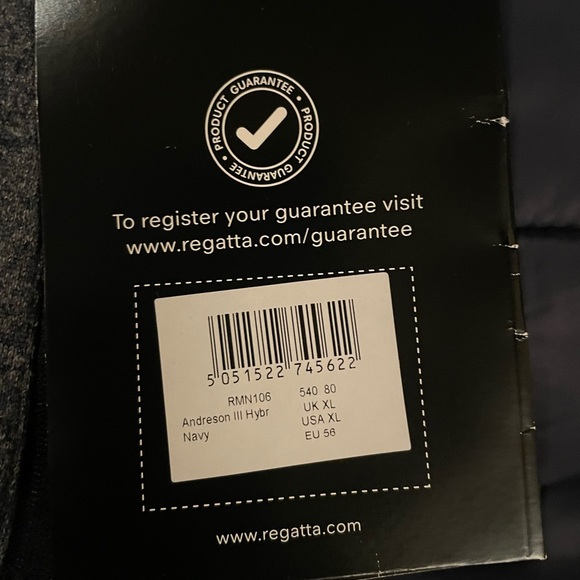 PRODUCT GUARANTEE • PRODUCT GUARANTEE •
To register your guarantee visit
www.regatta.com/guarantee
5 051522 745622
RMN106 540 80
Andreson III Hybr UK XL
Navy USA XL
EU 56
www.regatta.com